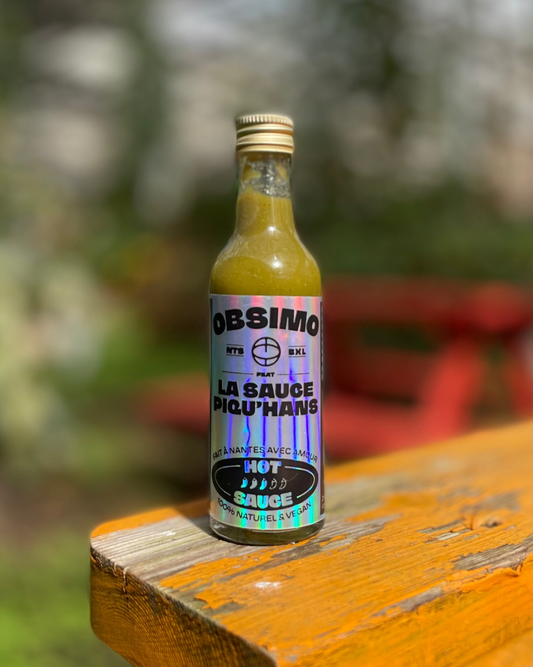 OBSIMO
NTS BXL
FEAT
LA SAUCE
PIQU'HANS
FAIT À NANTES AVEC AMOUR
HOT
SAUCE
100% NATUREL & VEGAN